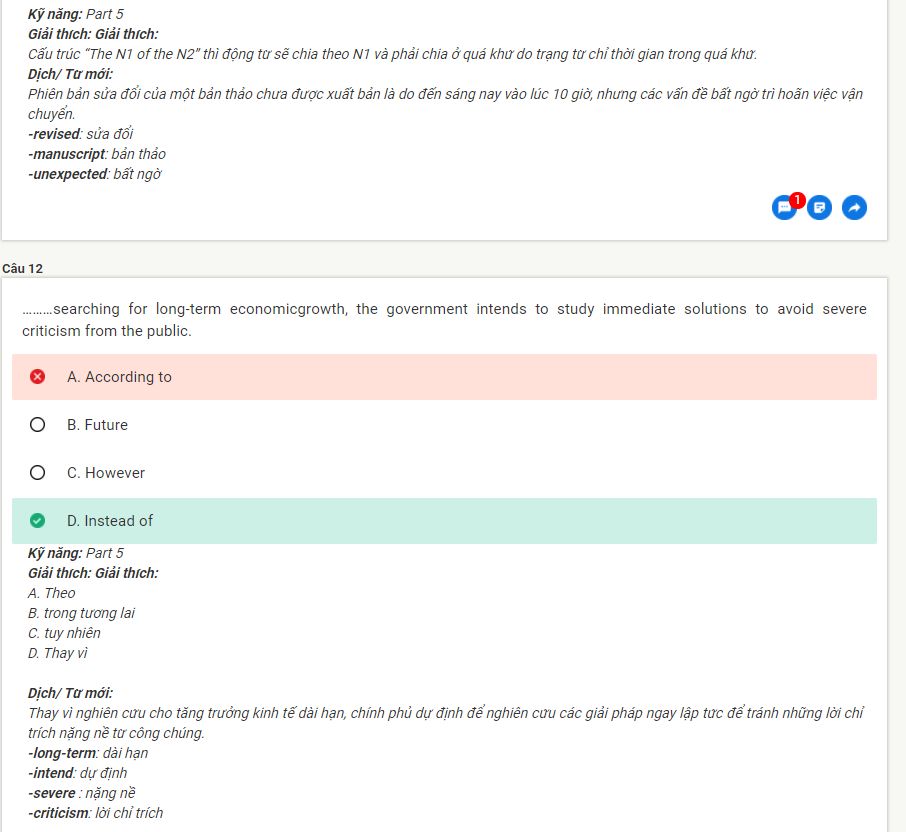 Kỹ năng: Part 5
Giải thích: Giải thích:
Cấu trúc “The N1 of the N2” thì động từ sẽ chia theo N1 và phải chia ở quá khứ do trạng từ chỉ thời gian trong quá khứ.
Dịch/ Từ mới:
Phiên bản sửa đổi của một bản thảo chưa được xuất bản là do đến sáng nay vào lúc 10 giờ, nhưng các vấn đề bất ngờ trì hoãn việc vận
chuyển.
-revised: sửa đổi
-manuscript: bản thảo
-unexpected: bất ngờ
1
Câu 12
.........searching for long-term economicgrowth, the government intends to study immediate solutions to avoid severe
criticism from the public.
A. According to
B. Future
C. However
D. Instead of
Kỹ năng: Part 5
Giải thích: Giải thích:
A. Theo
B. trong tương lai
C. tuy nhiên
D. Thay vì
Dịch/ Từ mới:
Thay vì nghiên cứu cho tăng trưởng kinh tế dài hạn, chính phủ dự định để nghiên cứu các giải pháp ngay lập tức để tránh những lời chỉ
trích nặng nề từ công chúng.
-long-term: dài hạn
-intend: dự định
-severe : nặng nề
-criticism: lời chỉ trích